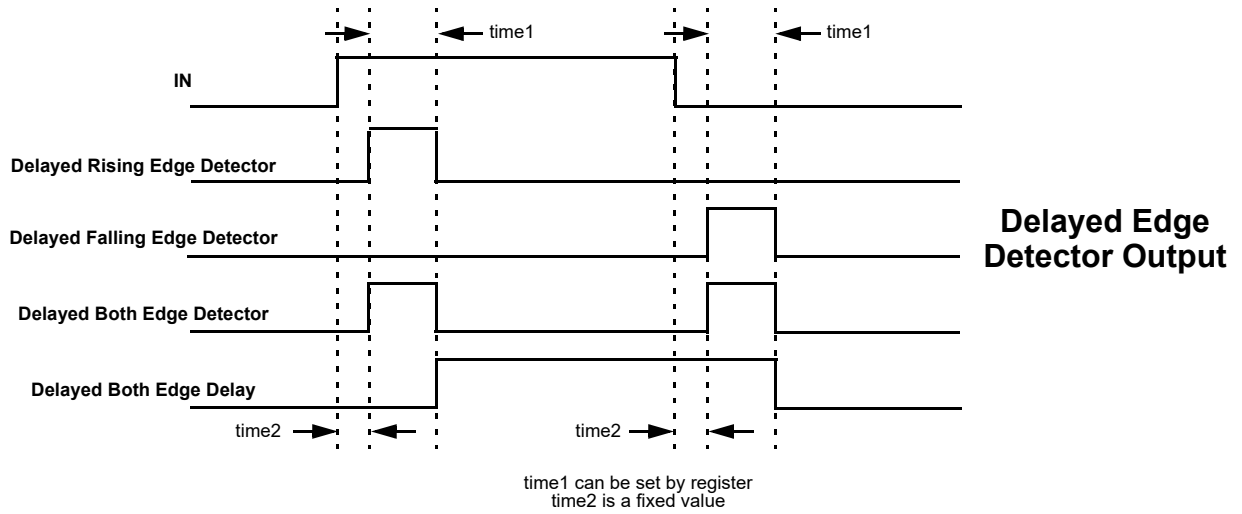 time1
time1
IN
Delayed Rising Edge Detector
Delayed Falling Edge Detector
Delayed Edge
Detector Output
Delayed Both Edge Detector
Delayed Both Edge Delay
time2
time2
time1 can be set by register
time2 is a fixed value